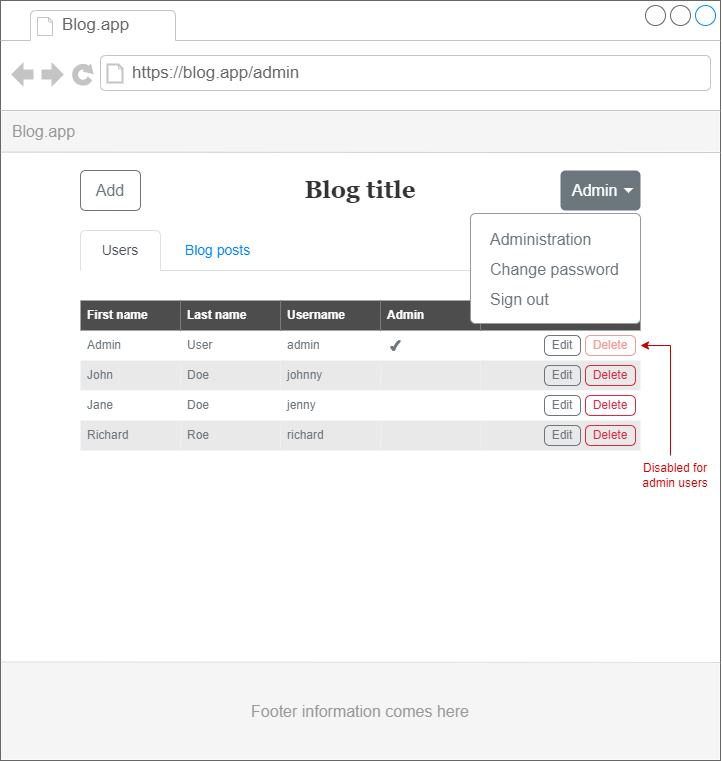 Blog.app
https://blog.app/admin
Blog.app
Add
Blog title
Admin
Administration
Change password
Sign out
Users
Blog posts
First name Last name Username Admin
Admin User admin ✔ Edit Delete
John Doe johnny Edit Delete
Jane Doe jenny Edit Delete
Richard Roe richard Edit Delete
Disabled for
admin users
Footer information comes here